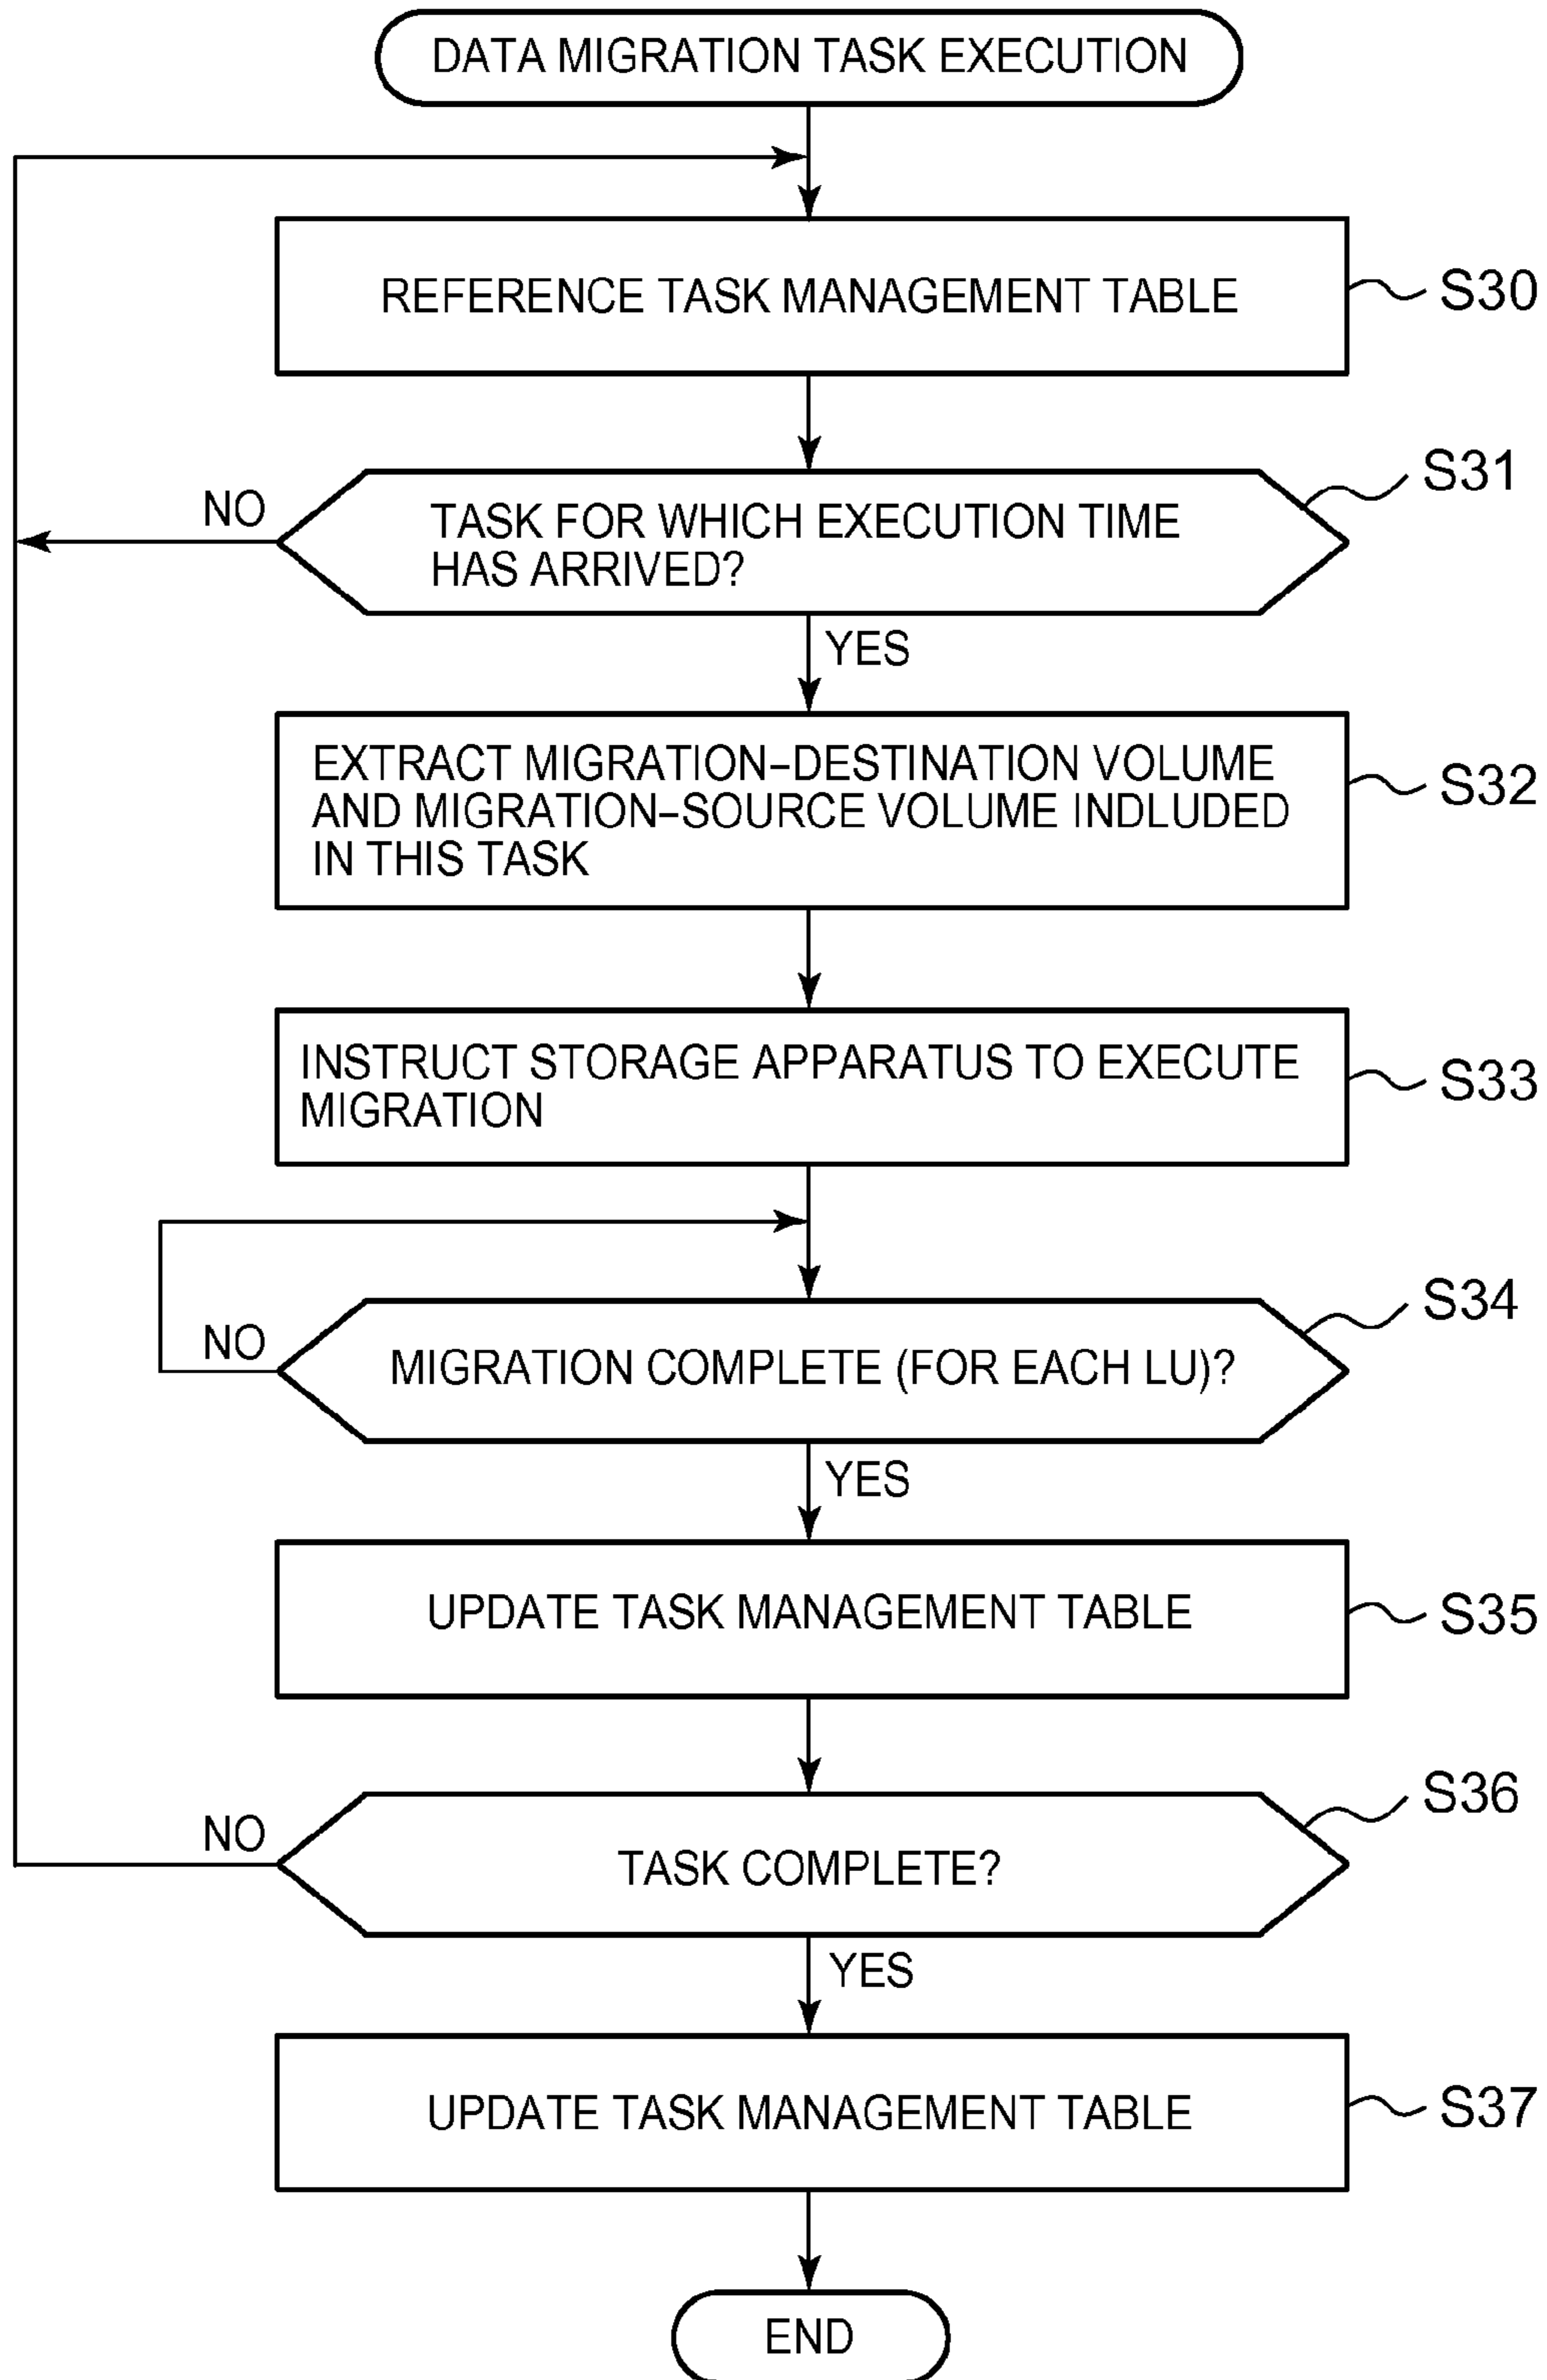 DATA MIGRATION TASK EXECUTION
REFERENCE TASK MANAGEMENT TABLE
S30
S31
NO
TASK FOR WHICH EXECUTION TIME
HAS ARRIVED?
YES
EXTRACT MIGRATION–DESTINATION VOLUME
AND MIGRATION–SOURCE VOLUME INDLUDED
IN THIS TASK
S32
INSTRUCT STORAGE APPARATUS TO EXECUTE
MIGRATION
S33
S34
NO
MIGRATION COMPLETE (FOR EACH LU)?
YES
UPDATE TASK MANAGEMENT TABLE
S35
S36
NO
TASK COMPLETE?
YES
UPDATE TASK MANAGEMENT TABLE
S37
END